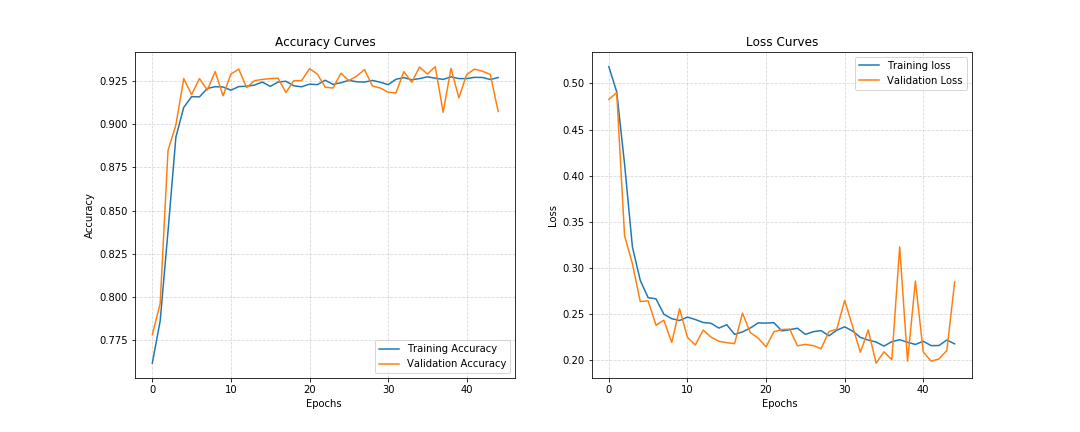 Accuracy Curves
Accuracy
0.925
0.900
0.875
0.850
0.825
0.800
0.775
0
10
20
30
40
Epochs
Training Accuracy
Validation Accuracy
Loss Curves
Loss
0.50
0.45
0.40
0.35
0.30
0.25
0.20
0
10
20
30
40
Epochs
Training loss
Validation Loss